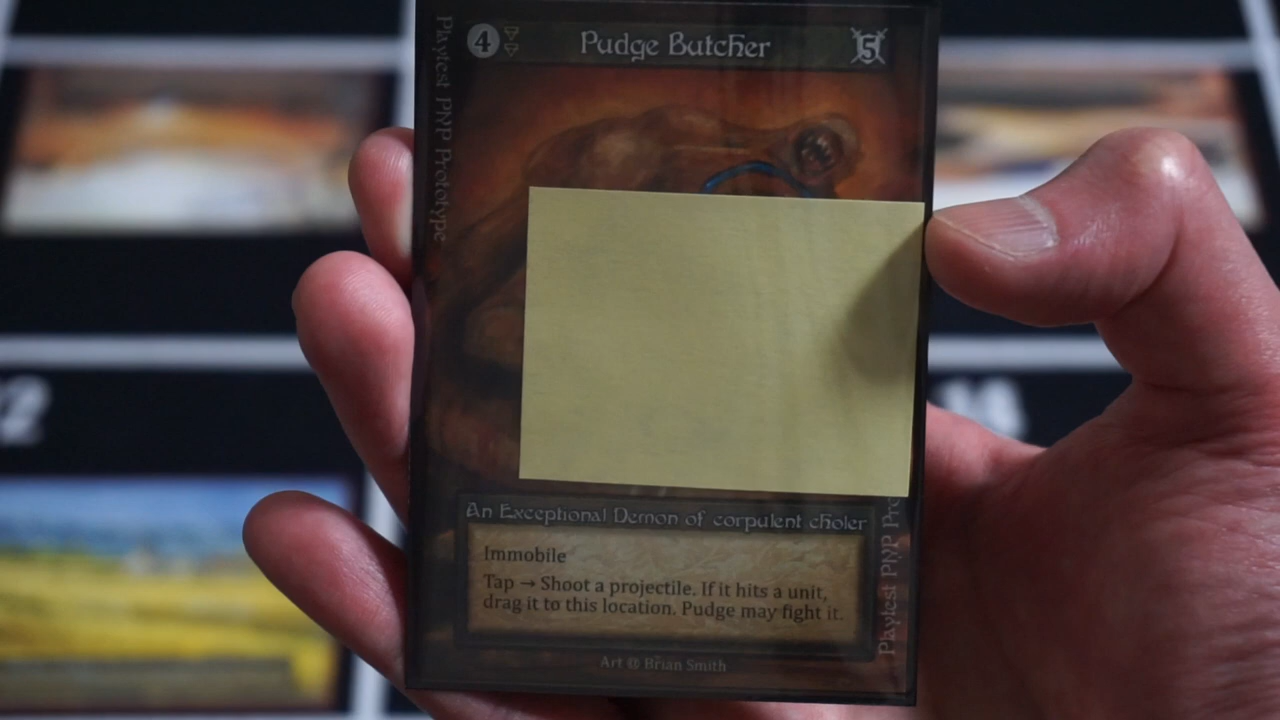 4 Pudge Butcher 5
Playtest PNP Prototype
An Exceptional Demon of corpulent choler
Immobile
Tap → Shoot a projectile. If it hits a unit,
drag it to this location. Pudge may fight it.
Playtest PNP Pro
Art @ Brian Smith